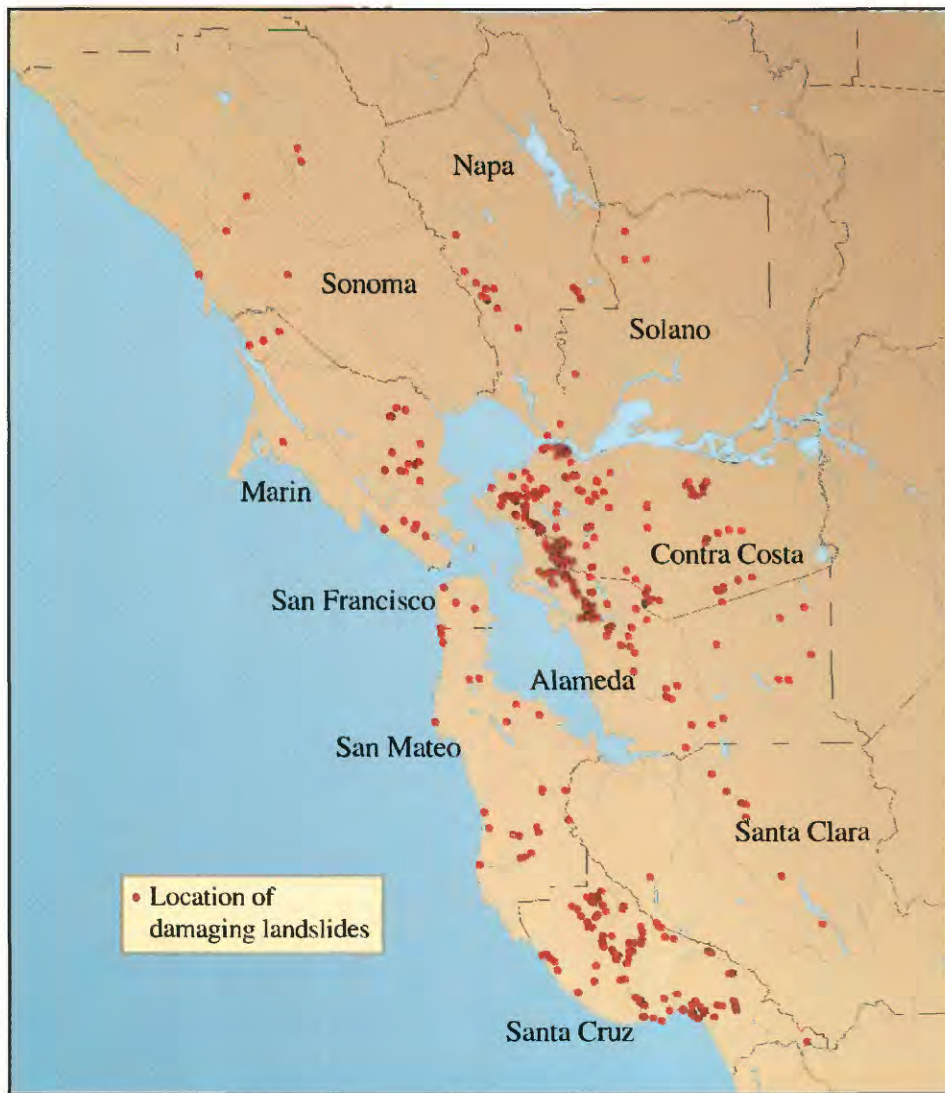 Napa
Sonoma
Solano
Marin
Contra Costa
San Francisco
Alameda
San Mateo
Santa Clara
Location of
damaging landslides
Santa Cruz